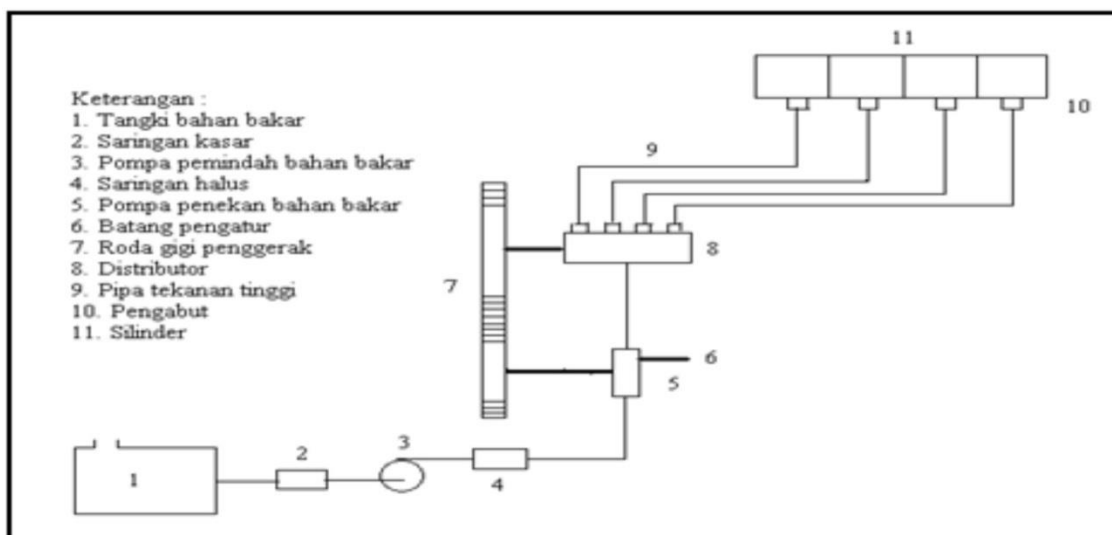 11
Keterangan :
1. Tangki bahan bakar
2. Saringan kasar
3. Pompa pemindah bahan bakar
4. Saringan halus
5. Pompa penekan bahan bakar
6. Batang pengatur
7. Roda gigi penggerak
8. Distributor
9. Pipa tekanan tinggi
10. Pengabut
11. Silinder
10
9
8
7
6
5
3
2
4
1